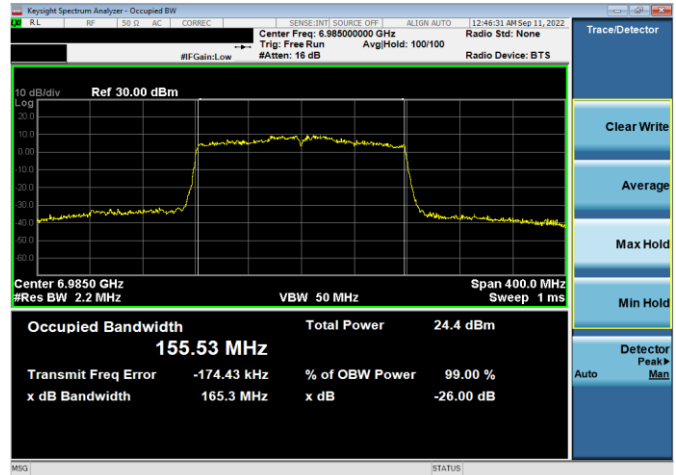 Keysight Spectrum Analyzer - Occupied BW
RL RF 50 Ω AC CORREC SENSE:INT SOURCE OFF ALIGN AUTO 12:46:31 AM Sep 11, 2022
Center Freq: 6.985000000 GHz Radio Std: None
Trig: Free Run Avg|Hold: 100/100
#IFGain:Low #Atten: 16 dB Radio Device: BTS
Trace/Detector
10 dB/div Ref 30.00 dBm
Log
20.0
10.0
0.00
-10.0
-20.0
-30.0
-40.0
-50.0
-60.0
Center 6.9850 GHz Span 400.0 MHz
#Res BW 2.2 MHz VBW 50 MHz Sweep 1 ms
Occupied Bandwidth Total Power 24.4 dBm
155.53 MHz
Transmit Freq Error -174.43 kHz % of OBW Power 99.00 %
x dB Bandwidth 165.3 MHz x dB -26.00 dB
Clear Write
Average
Max Hold
Min Hold
Detector
Peak▶
Auto Man
MSG STATUS